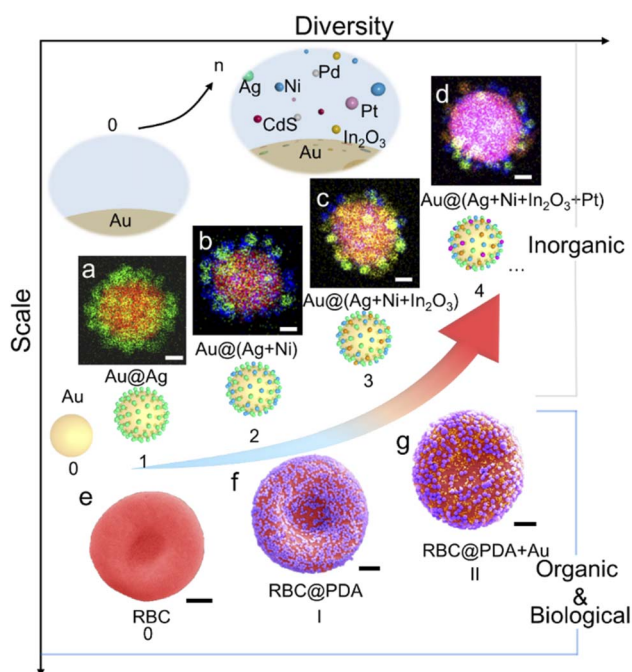 Diversity
Scale
n
0
Au
Ag
Ni
Pd
Pt
CdS
In₂O₃
Au
d
Au@(Ag+Ni+In₂O₃+Pt)
Inorganic
4
...
c
Au@(Ag+Ni+In₂O₃)
3
b
Au@(Ag+Ni)
2
a
Au@Ag
1
Au
0
e
RBC
0
f
RBC@PDA
I
g
RBC@PDA+Au
II
Organic
&
Biological